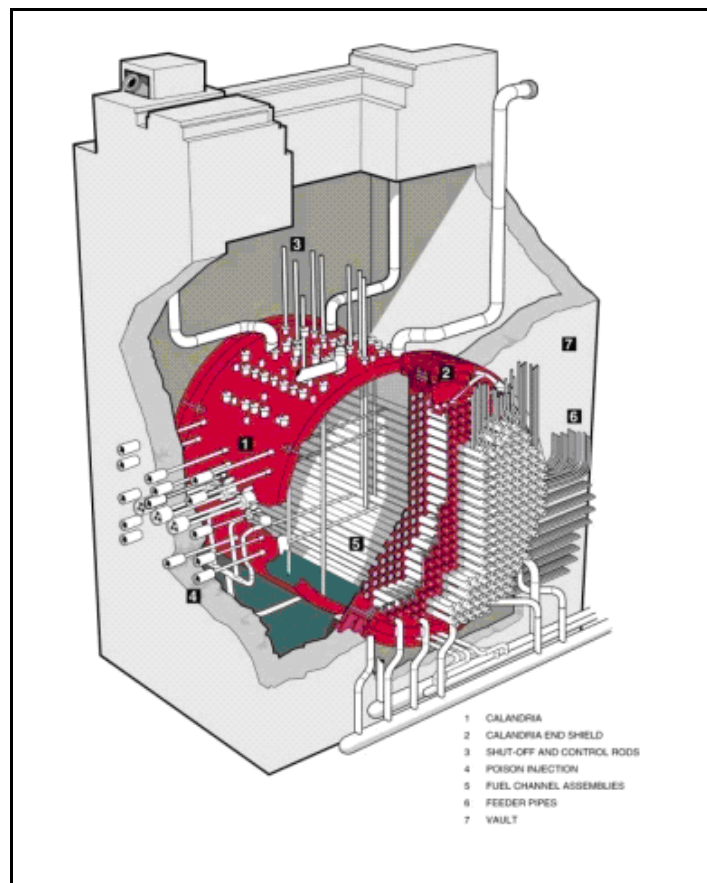 3
2
7
6
1
5
4
1 CALANDRIA
2 CALANDRIA END SHIELD
3 SHUT-OFF AND CONTROL RODS
4 POISON INJECTION
5 FUEL CHANNEL ASSEMBLIES
6 FEEDER PIPES
7 VAULT